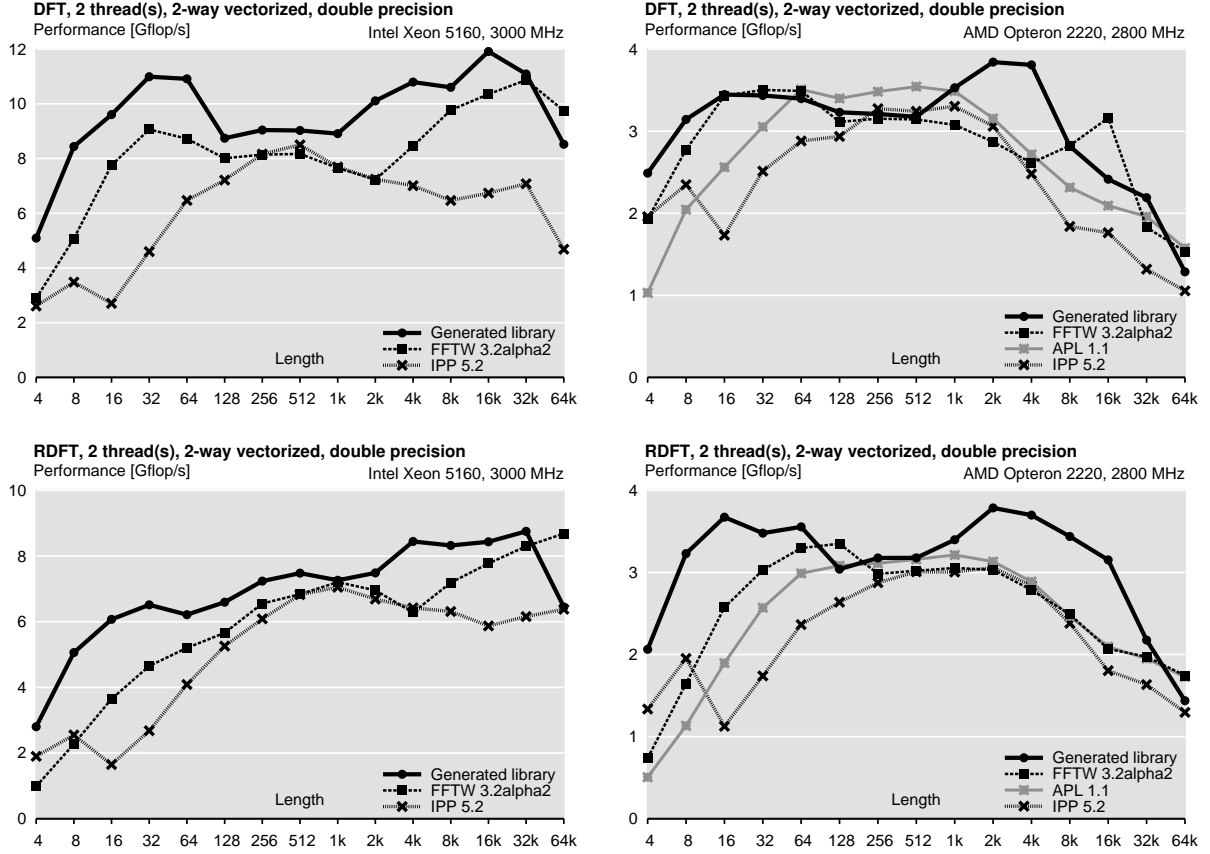 DFT, 2 thread(s), 2-way vectorized, double precision
Performance [Gflop/s] Intel Xeon 5160, 3000 MHz
12
10
8
6
4
2
0
Length
Generated library
FFTW 3.2alpha2
IPP 5.2
4 8 16 32 64 128 256 512 1k 2k 4k 8k 16k 32k 64k
DFT, 2 thread(s), 2-way vectorized, double precision
Performance [Gflop/s] AMD Opteron 2220, 2800 MHz
4
3
2
1
0
Length
Generated library
FFTW 3.2alpha2
APL 1.1
IPP 5.2
4 8 16 32 64 128 256 512 1k 2k 4k 8k 16k 32k 64k
RDFT, 2 thread(s), 2-way vectorized, double precision
Performance [Gflop/s] Intel Xeon 5160, 3000 MHz
10
8
6
4
2
0
Length
Generated library
FFTW 3.2alpha2
IPP 5.2
4 8 16 32 64 128 256 512 1k 2k 4k 8k 16k 32k 64k
RDFT, 2 thread(s), 2-way vectorized, double precision
Performance [Gflop/s] AMD Opteron 2220, 2800 MHz
4
3
2
1
0
Length
Generated library
FFTW 3.2alpha2
APL 1.1
IPP 5.2
4 8 16 32 64 128 256 512 1k 2k 4k 8k 16k 32k 64k